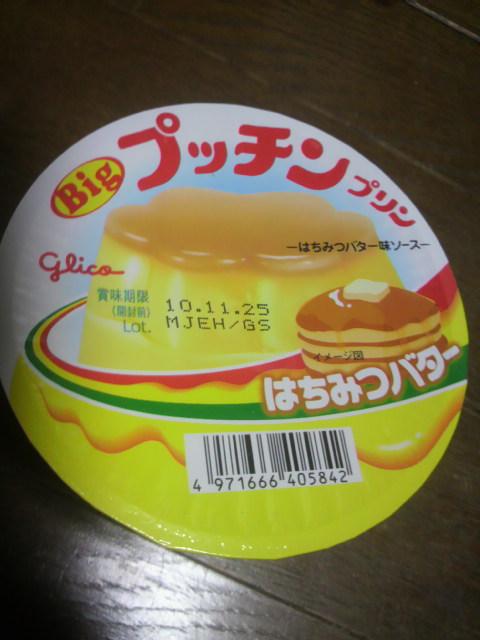 Big
プッチン
プリン
ーはちみつバター味ソースー
glico
賞味期限
(開封前)
10.11.25
Lot.
MJEH/GS
イメージ図
はちみつバター
4 971666 405842